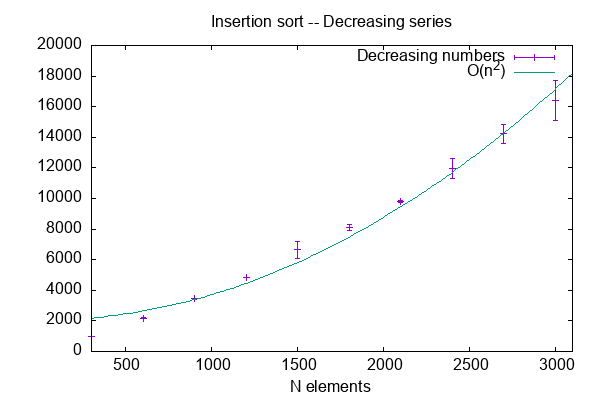 Insertion sort -- Decreasing series
20000
18000
16000
14000
12000
10000
8000
6000
4000
2000
0
Decreasing numbers
O(n²)
500 1000 1500 2000 2500 3000
N elements